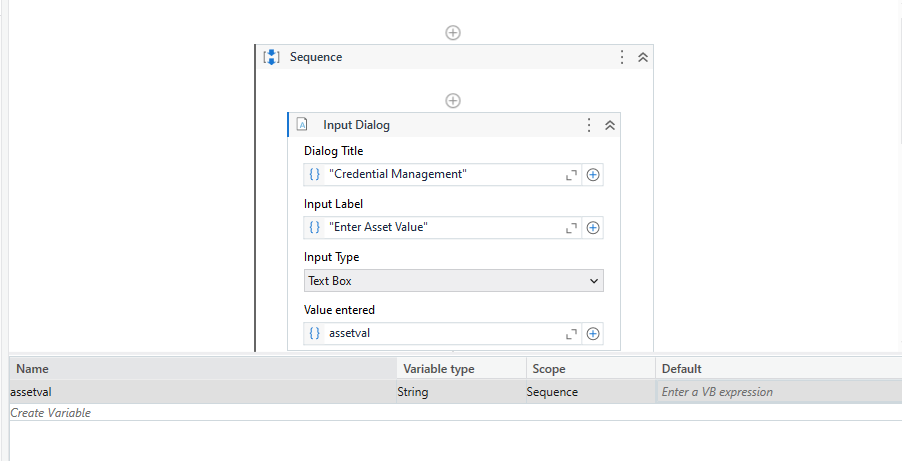 Sequence
Input Dialog
Dialog Title
"Credential Management"
Input Label
"Enter Asset Value"
Input Type
Text Box
Value entered
assetval
Name Variable type Scope Default
assetval String Sequence Enter a VB expression
Create Variable